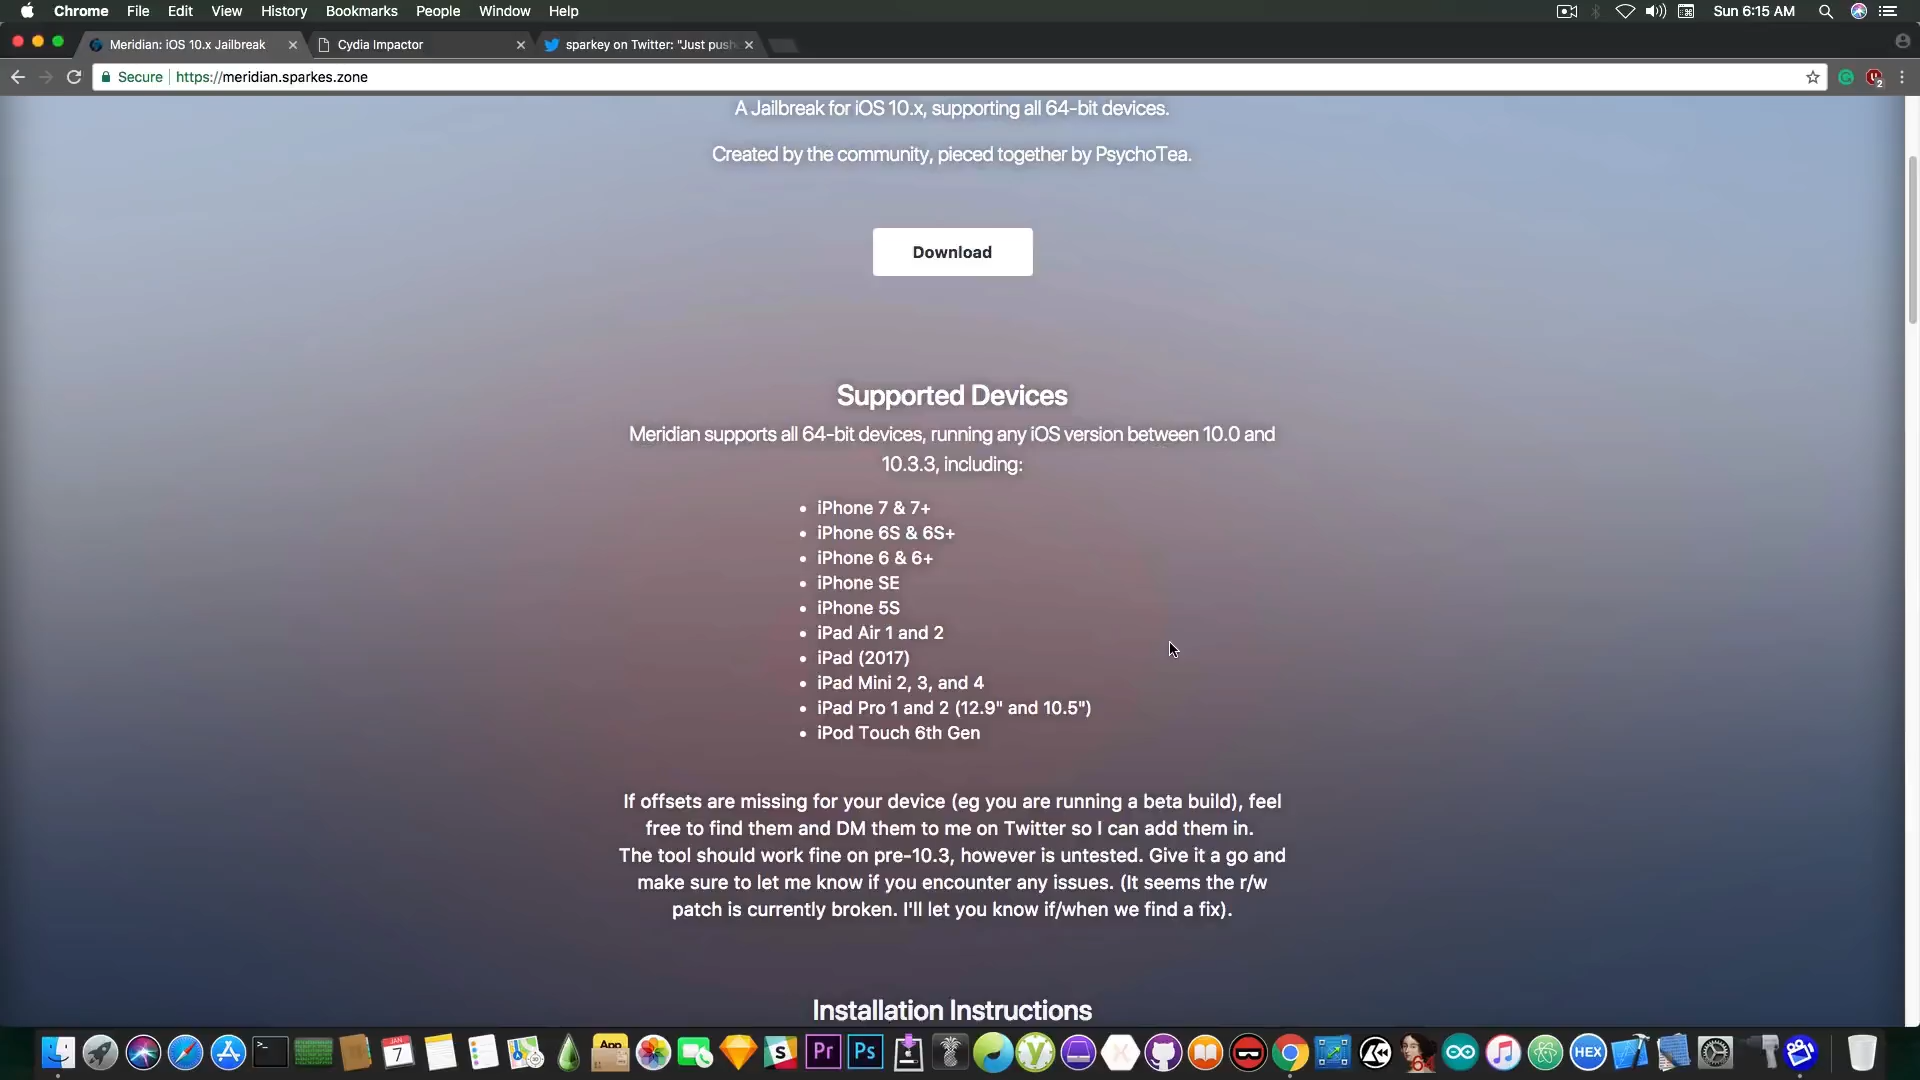 Chrome File Edit View History Bookmarks People Window Help Sun 6:15 AM
Meridian: iOS 10.x Jailbreak Cydia Impactor sparkey on Twitter: "Just push
Secure https://meridian.sparkes.zone
A Jailbreak for iOS 10.x, supporting all 64-bit devices.
Created by the community, pieced together by PsychoTea.
Download
Supported Devices
Meridian supports all 64-bit devices, running any iOS version between 10.0 and
10.3.3, including:
• iPhone 7 & 7+
• iPhone 6S & 6S+
• iPhone 6 & 6+
• iPhone SE
• iPhone 5S
• iPad Air 1 and 2
• iPad (2017)
• iPad Mini 2, 3, and 4
• iPad Pro 1 and 2 (12.9" and 10.5")
• iPod Touch 6th Gen
If offsets are missing for your device (eg you are running a beta build), feel
free to find them and DM them to me on Twitter so I can add them in.
The tool should work fine on pre-10.3, however is untested. Give it a go and
make sure to let me know if you encounter any issues. (It seems the r/w
patch is currently broken. I'll let you know if/when we find a fix).
Installation Instructions
JAN 7 App Pr Ps HEX